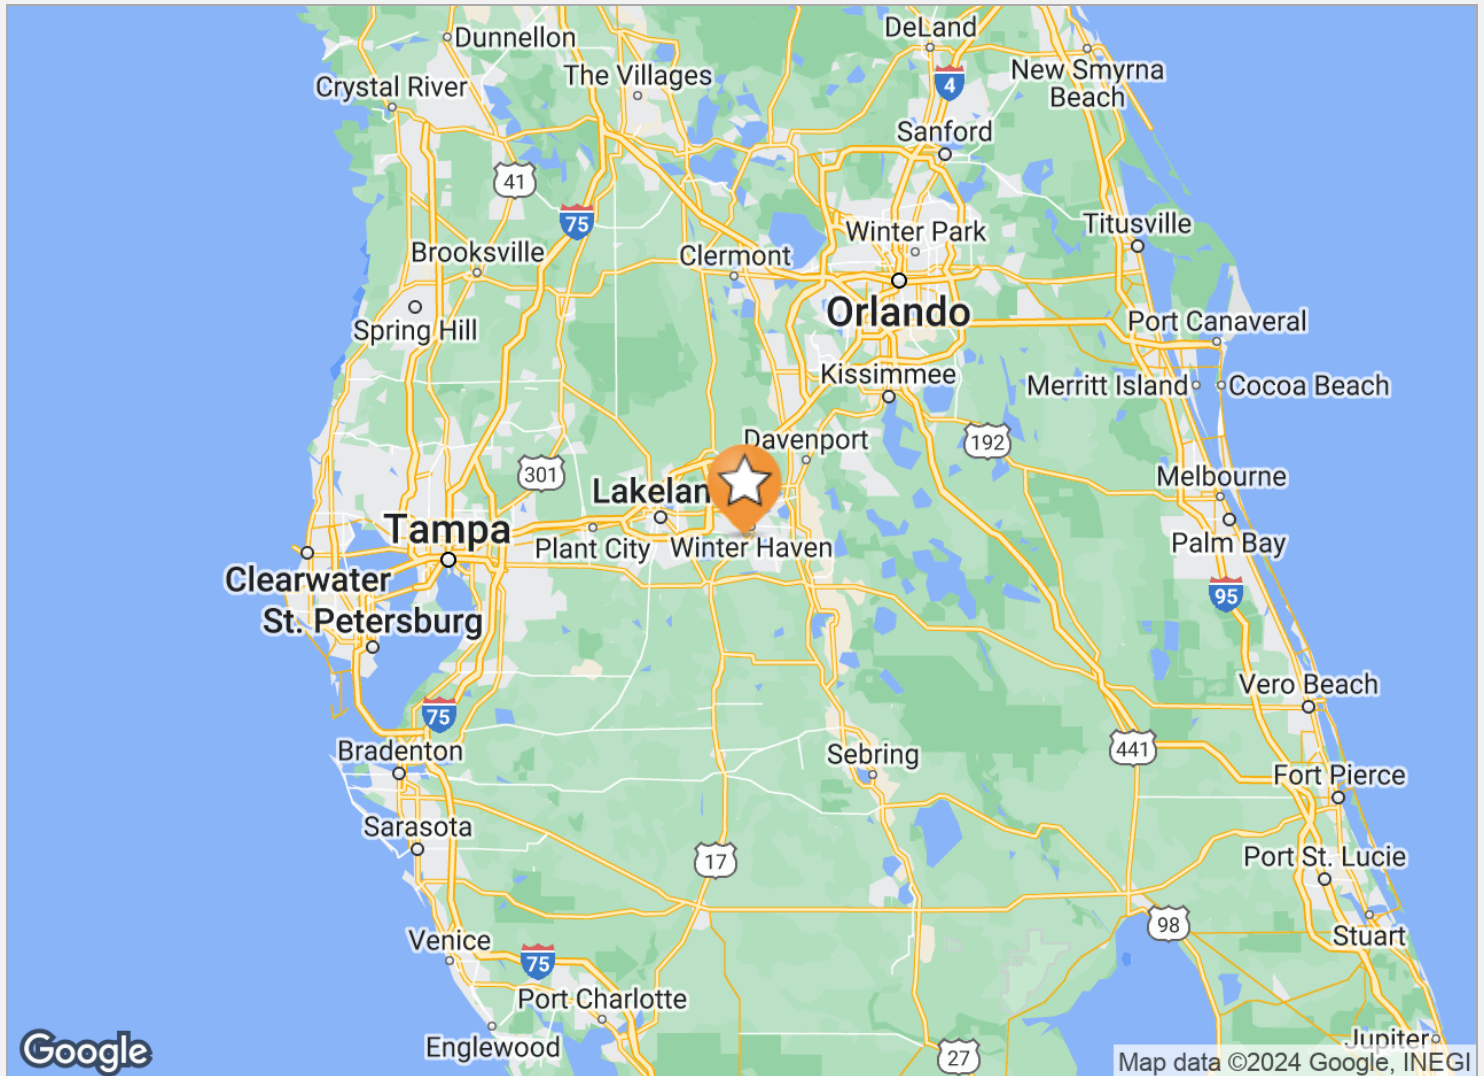 Dunnellon
DeLand
The Villages
New Smyrna
Beach
Crystal River
4
Sanford
41
75
Titusville
Winter Park
Brooksville
Clermont
Orlando
Port Canaveral
Spring Hill
Kissimmee
Merritt Island
Cocoa Beach
Davenport
192
301
Melbourne
Lakelan
Tampa
Plant City
Winter Haven
Palm Bay
Clearwater
95
St. Petersburg
Vero Beach
75
Bradenton
Sebring
441
Fort Pierce
Sarasota
17
Port St. Lucie
98
Venice
Stuart
75
Port Charlotte
Englewood
27
Jupiter
Google
Map data ©2024 Google, INEGI